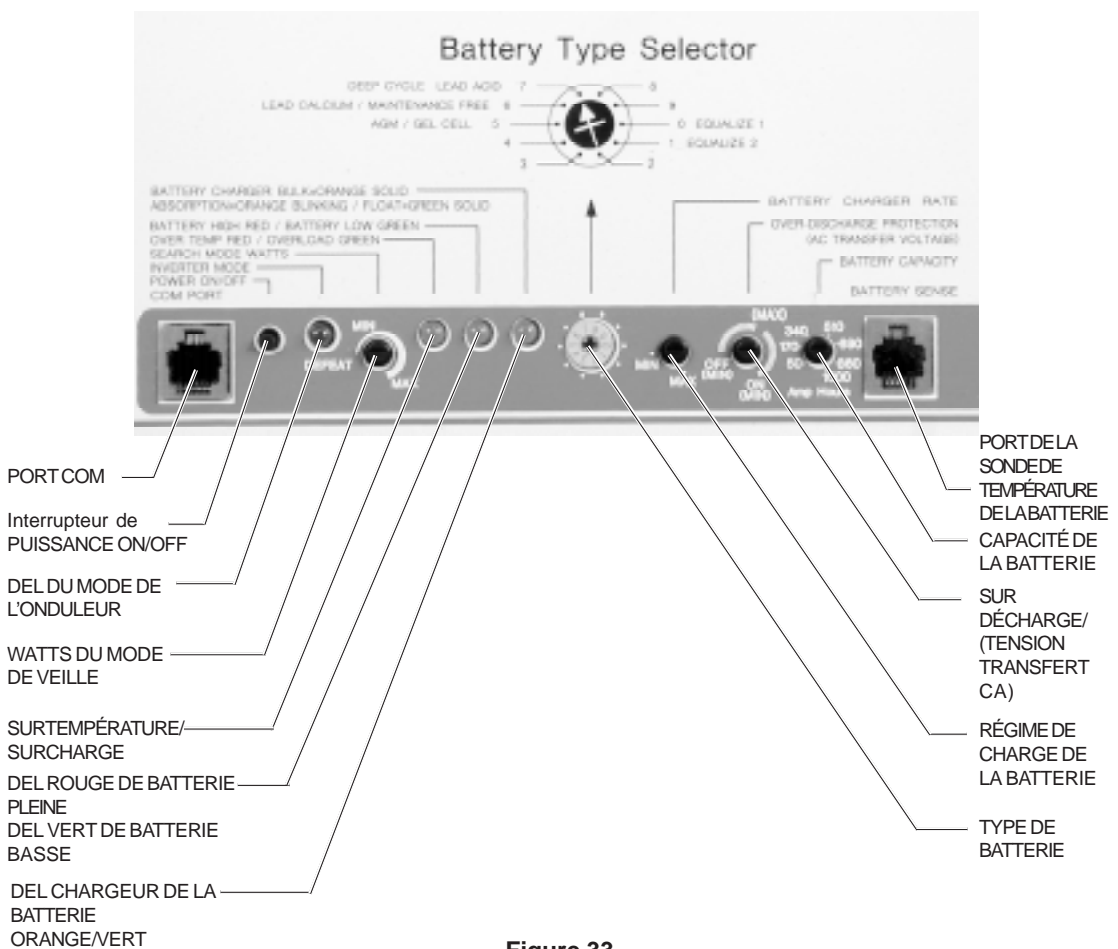 Battery Type Selector
DEEP CYCLE LEAD ACID 7
8
LEAD CALCIUM / MAINTENANCE FREE 6
9
AGM / GEL CELL 5
0 EQUALIZE 1
4
1 EQUALIZE 2
3
2
BATTERY CHARGER BULK=ORANGE SOLID
ABSORPTION=ORANGE BLINKING / FLOAT=GREEN SOLID
BATTERY HIGH RED / BATTERY LOW GREEN
OVER TEMP RED / OVERLOAD GREEN
SEARCH MODE WATTS
INVERTER MODE
POWER ON/OFF
COM PORT
BATTERY CHARGER RATE
OVER-DISCHARGE PROTECTION
(AC TRANSFER VOLTAGE)
BATTERY CAPACITY
BATTERY SENSE
MIN
DEFEAT
MAX
MIN
MAX
(MAX)
OFF
(MIN)
ON
(MIN)
340
510
170
680
50
860
1000
Amp Hours
PORT COM
Interrupteur de
PUISSANCE ON/OFF
DEL DU MODE DE
L'ONDULEUR
WATTS DU MODE
DE VEILLE
SURTEMPÉRATURE/
SURCHARGE
DEL ROUGE DE BATTERIE
PLEINE
DEL VERT DE BATTERIE
BASSE
DEL CHARGEUR DE LA
BATTERIE
ORANGE/VERT
PORT DE LA
SONDE DE
TEMPÉRATURE
DE LA BATTERIE
CAPACITÉ DE
LA BATTERIE
SUR
DÉCHARGE/
(TENSION
TRANSFERT
CA)
RÉGIME DE
CHARGE DE
LA BATTERIE
TYPE DE
BATTERIE
Figure 33